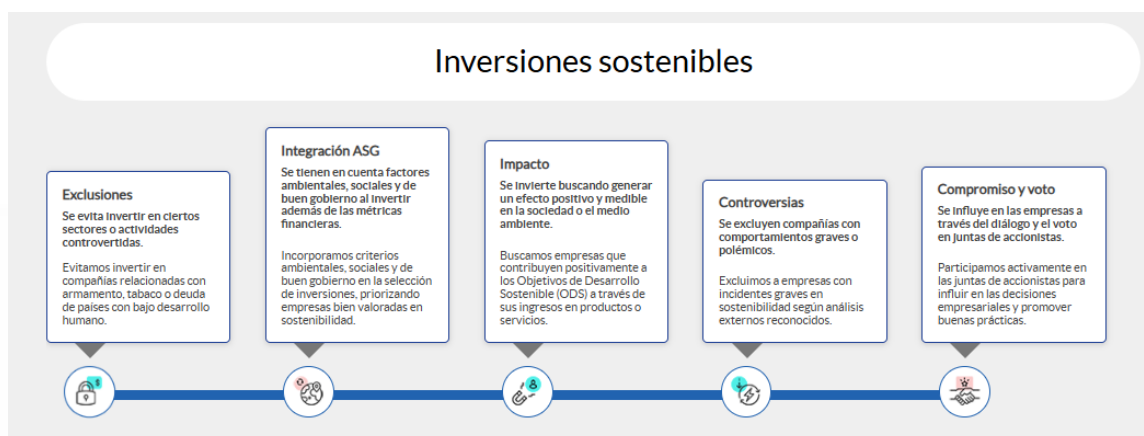 Inversiones sostenibles
Exclusiones
Se evita invertir en ciertos
sectores o actividades
controvertidas.
Evitamos invertir en
compañías relacionadas con
armamento, tabaco o deuda
de países con bajo desarrollo
humano.
Integración ASG
Se tienen en cuenta factores
ambientales, sociales y de
buen gobierno al invertir
además de las métricas
financieras.
Incorporamos criterios
ambientales, sociales y de
buen gobierno en la selección
de inversiones, priorizando
empresas bien valoradas en
sostenibilidad.
Impacto
Se invierte buscando generar
un efecto positivo y medible
en la sociedad o el medio
ambiente.
Buscamos empresas que
contribuyen positivamente a
los Objetivos de Desarrollo
Sostenible (ODS) a través de
sus ingresos en productos o
servicios.
Controversias
Se excluyen compañías con
comportamientos graves o
polémicos.
Excluimos a empresas con
incidentes graves en
sostenibilidad según análisis
externos reconocidos.
Compromiso y voto
Se influye en las empresas a
través del diálogo y el voto
en juntas de accionistas.
Participamos activamente en
las juntas de accionistas para
influir en las decisiones
empresariales y promover
buenas prácticas.